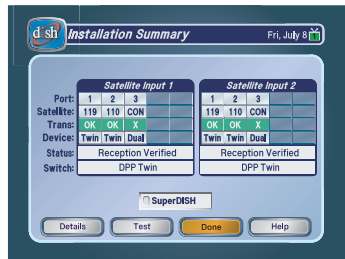 dish Installation Summary Fri, July 8
Satellite Input 1 Satellite Input 2
Port: 1 2 3 1 2 3
Satellite: 119 110 CON 119 110 CON
Trans: OK OK X OK OK X
Device: Twin Twin Dual Twin Twin Dual
Status: Reception Verified Reception Verified
Switch: DPP Twin DPP Twin
SuperDISH
Details Test Done Help